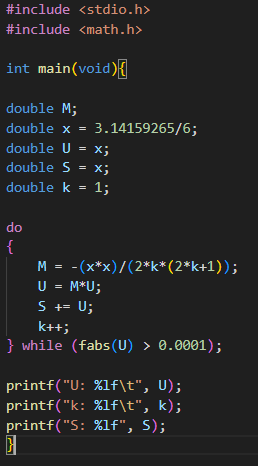 #include <stdio.h>
#include <math.h>
int main(void){
double M;
double x = 3.14159265/6;
double U = x;
double S = x;
double k = 1;
do
{
M = -(x*x)/(2*k*(2*k+1));
U = M*U;
S += U;
k++;
} while (fabs(U) > 0.0001);
printf("U: %lf\t", U);
printf("k: %lf\t", k);
printf("S: %lf", S);
}